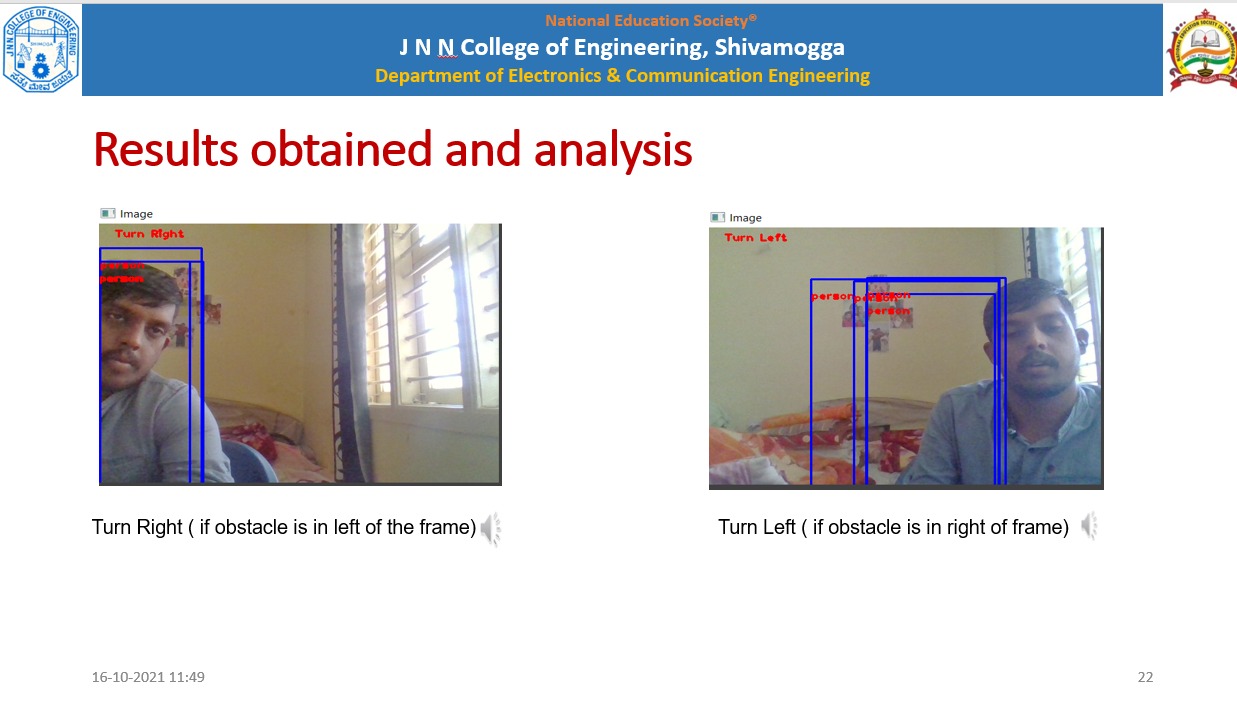 National Education Society®
J N N College of Engineering, Shivamogga
Department of Electronics & Communication Engineering
JNN COLLEGE OF ENGINEERING
SHIMOGA
Results obtained and analysis
Image
Turn Right
person
person
Image
Turn Left
person
person
person
person
Turn Right ( if obstacle is in left of the frame)
Turn Left ( if obstacle is in right of frame)
16-10-2021 11:49
22